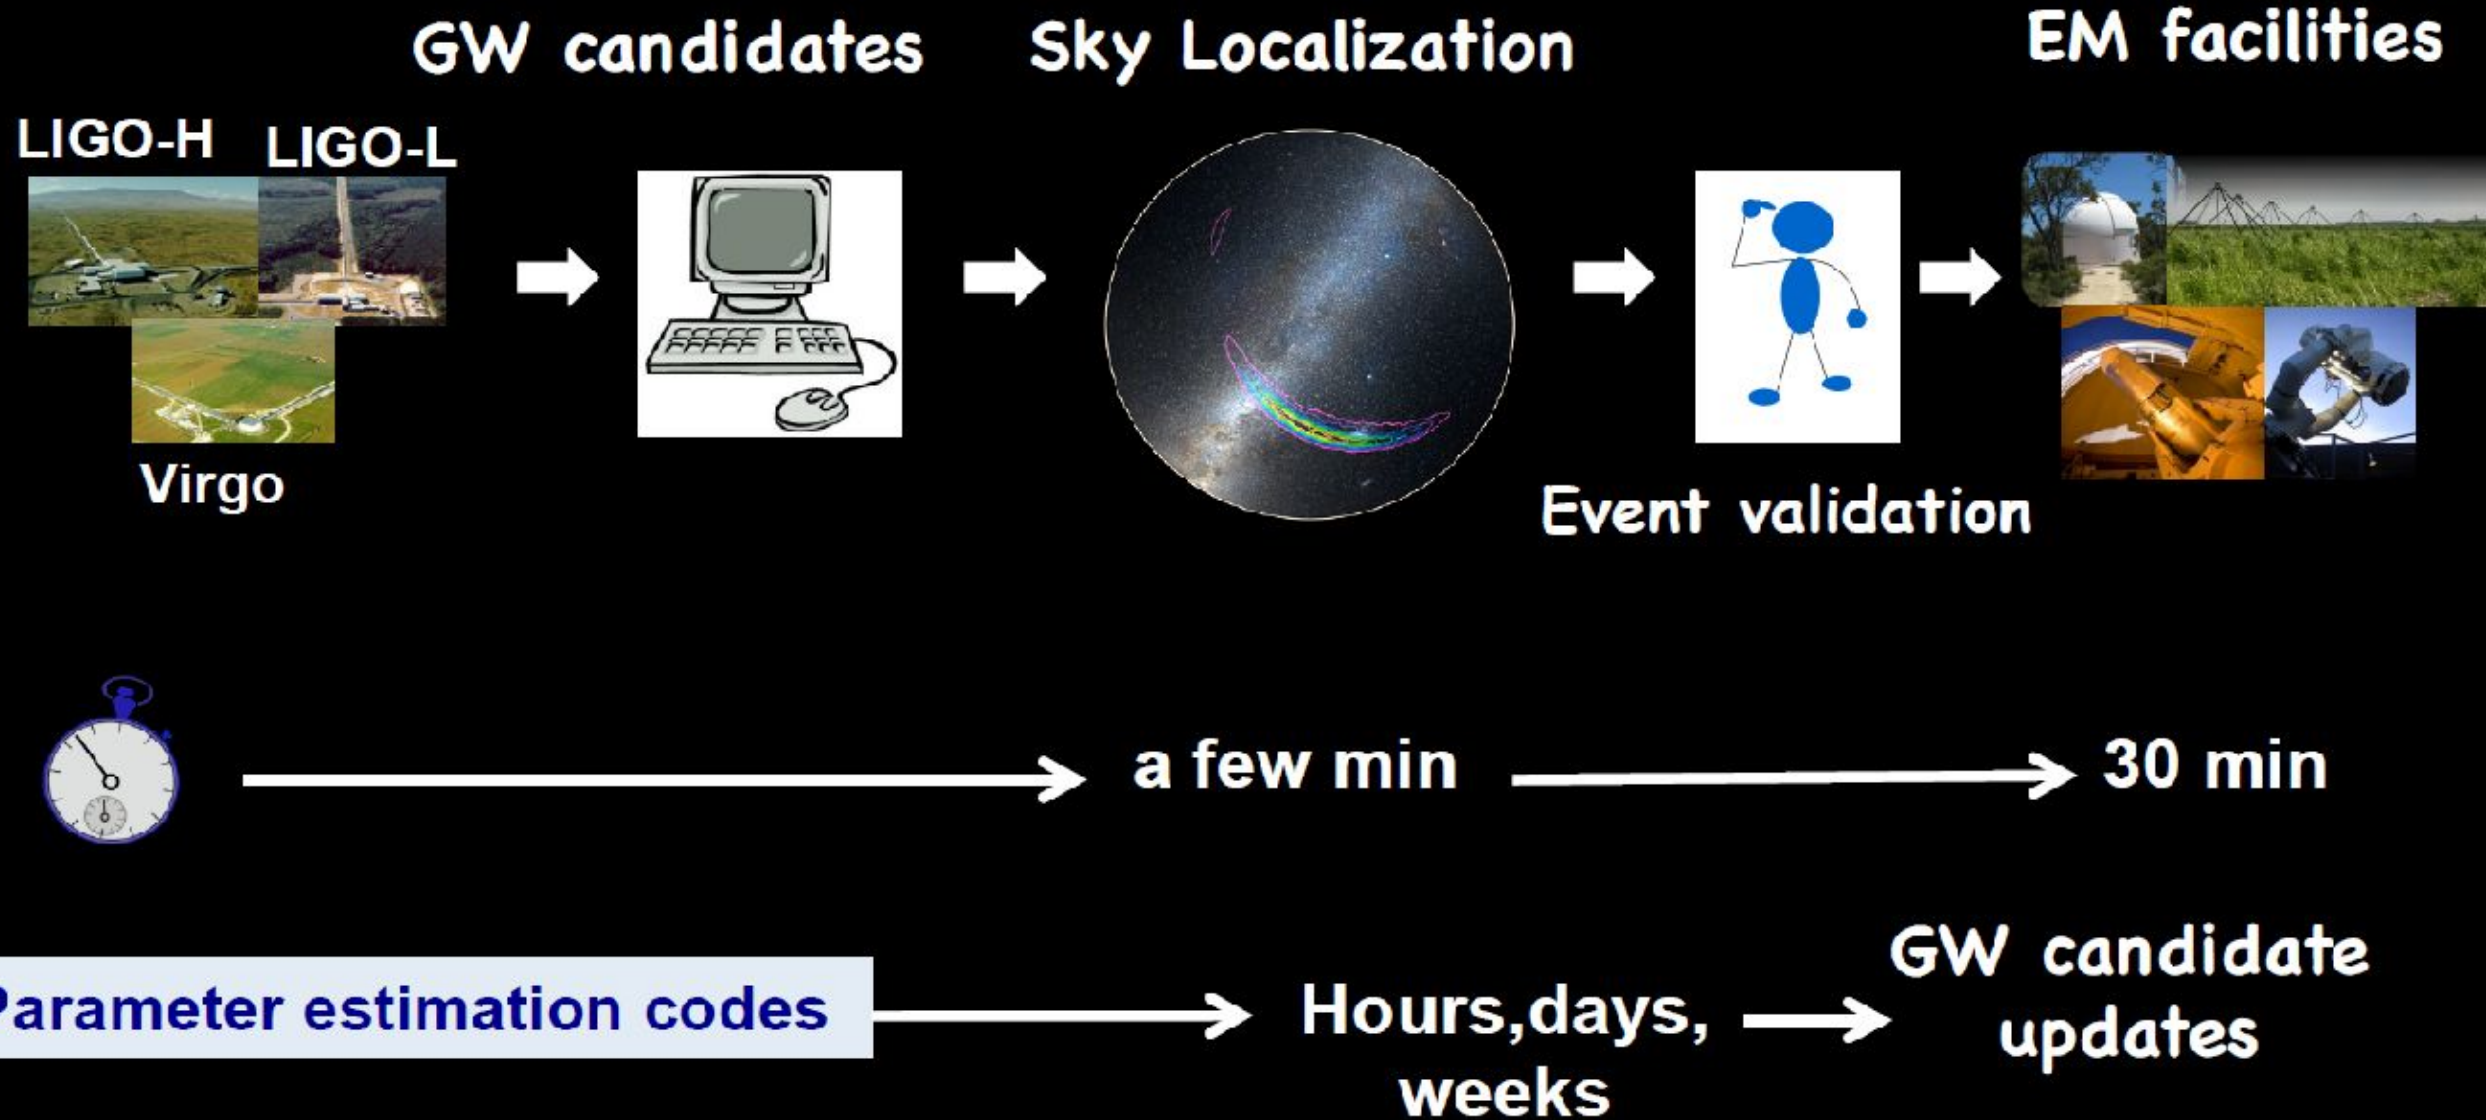 GW candidates
Sky Localization
EM facilities
LIGO-H
LIGO-L
Virgo
Event validation
a few min
30 min
Parameter estimation codes
Hours,days,
weeks
GW candidate
updates